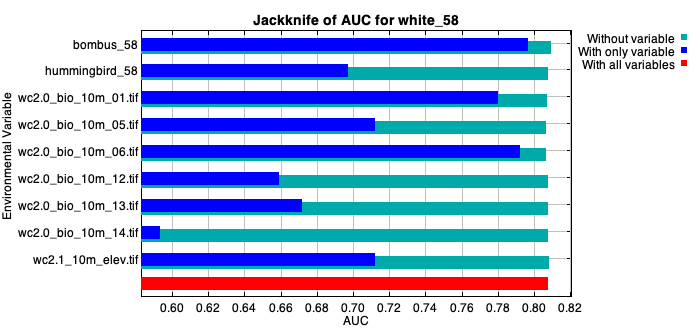 Jackknife of AUC for white_58
Without variable
With only variable
With all variables
Environmental Variable
bombus_58
hummingbird_58
wc2.0_bio_10m_01.tif
wc2.0_bio_10m_05.tif
wc2.0_bio_10m_06.tif
wc2.0_bio_10m_12.tif
wc2.0_bio_10m_13.tif
wc2.0_bio_10m_14.tif
wc2.1_10m_elev.tif
0.60 0.62 0.64 0.66 0.68 0.70 0.72 0.74 0.76 0.78 0.80 0.82
AUC